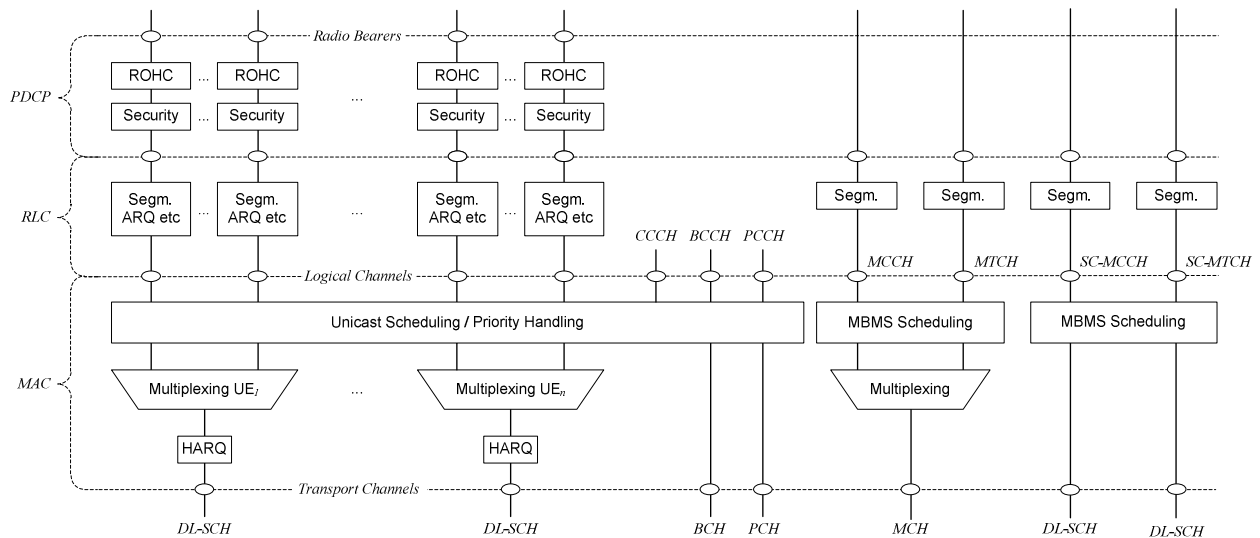 Radio Bearers
ROHC ... ROHC ROHC ... ROHC
PDCP ...
Security ... Security Security ... Security
Segm. ARQ etc ... Segm. ARQ etc ... Segm. ARQ etc ... Segm. ARQ etc Segm. Segm. Segm. Segm.
RLC
CCCH BCCH PCCH
Logical Channels MCCH MTCH SC-MCCH SC-MTCH
Unicast Scheduling / Priority Handling MBMS Scheduling MBMS Scheduling
MAC Multiplexing UE1 ... Multiplexing UEn Multiplexing
HARQ HARQ
Transport Channels
DL-SCH DL-SCH BCH PCH MCH DL-SCH DL-SCH